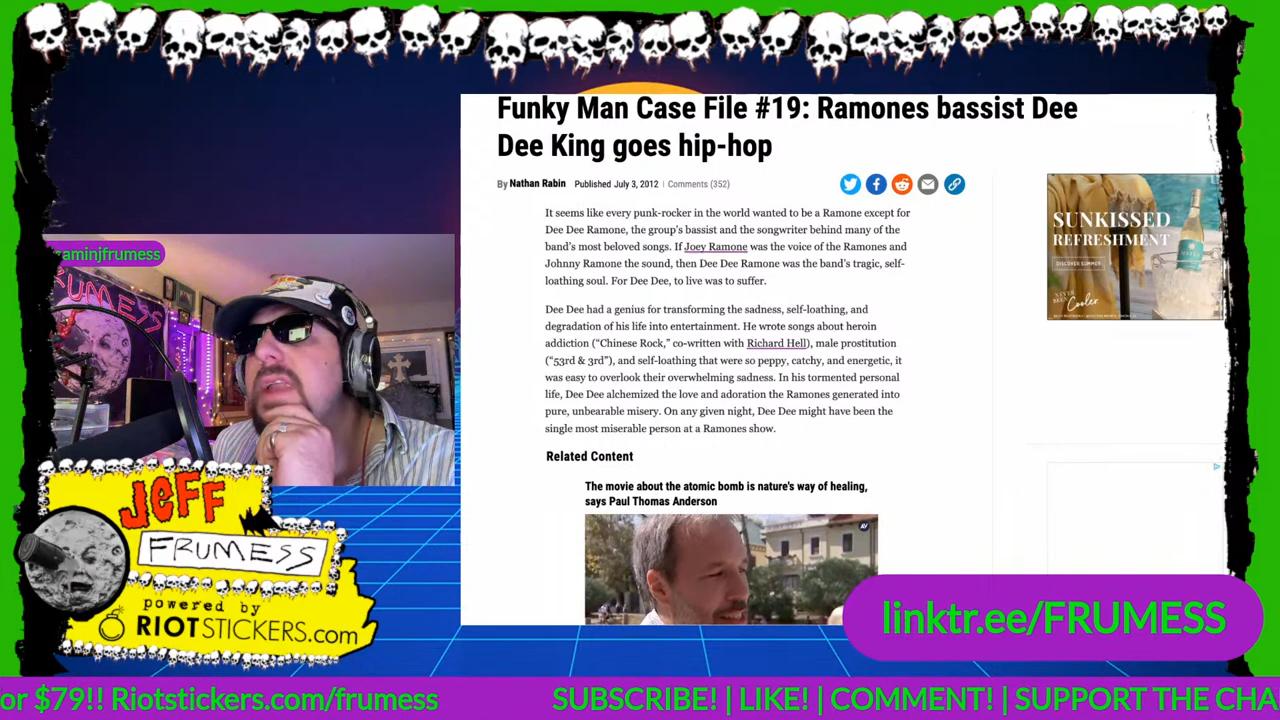 Funky Man Case File #19: Ramones bassist Dee
Dee King goes hip-hop
By Nathan Rabin Published July 3, 2012 | Comments (352)
It seems like every punk-rocker in the world wanted to be a Ramone except for
Dee Dee Ramone, the group's bassist and the songwriter behind many of the
band's most beloved songs. If Joey Ramone was the voice of the Ramones and
Johnny Ramone the sound, then Dee Dee Ramone was the band's tragic, self-
loathing soul. For Dee Dee, to live was to suffer.
Dee Dee had a genius for transforming the sadness, self-loathing, and
degradation of his life into entertainment. He wrote songs about heroin
addiction (“Chinese Rock,” co-written with Richard Hell), male prostitution
(“53rd & 3rd”), and self-loathing that were so peppy, catchy, and energetic, it
was easy to overlook their overwhelming sadness. In his tormented personal
life, Dee Dee alchemized the love and adoration the Ramones generated into
pure, unbearable misery. On any given night, Dee Dee might have been the
single most miserable person at a Ramones show.
Related Content
The movie about the atomic bomb is nature's way of healing,
says Paul Thomas Anderson
AV
SUNKISSED
REFRESHMENT
DISCOVER SUMMER
NEVER
BEEN
Cooler
aminjfrumess
FRUMESS
JEFF
FRUMESS
powered by
RIOTSTICKERS.com
linktr.ee/FRUMESS
or $79!! Riotstickers.com/frumess SUBSCRIBE! | LIKE! | COMMENT! | SUPPORT THE CHA